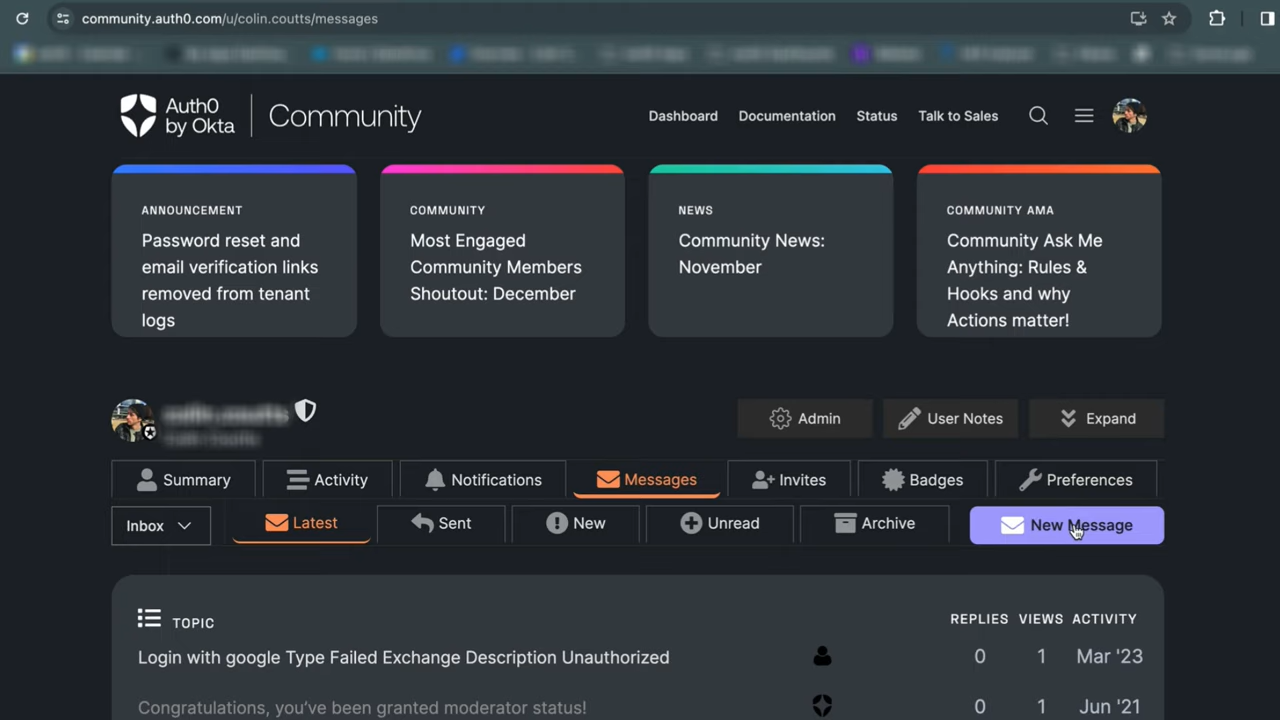 community.auth0.com/u/colin.coutts/messages
Auth0
by Okta
Community
Dashboard
Documentation
Status
Talk to Sales
ANNOUNCEMENT
Password reset and
email verification links
removed from tenant
logs
COMMUNITY
Most Engaged
Community Members
Shoutout: December
NEWS
Community News:
November
COMMUNITY AMA
Community Ask Me
Anything: Rules &
Hooks and why
Actions matter!
Admin
User Notes
Expand
Summary
Activity
Notifications
Messages
Invites
Badges
Preferences
Inbox
Latest
Sent
New
Unread
Archive
New Message
TOPIC
REPLIES
VIEWS
ACTIVITY
Login with google Type Failed Exchange Description Unauthorized
0
1
Mar '23
Congratulations, you've been granted moderator status!
0
1
Jun '21